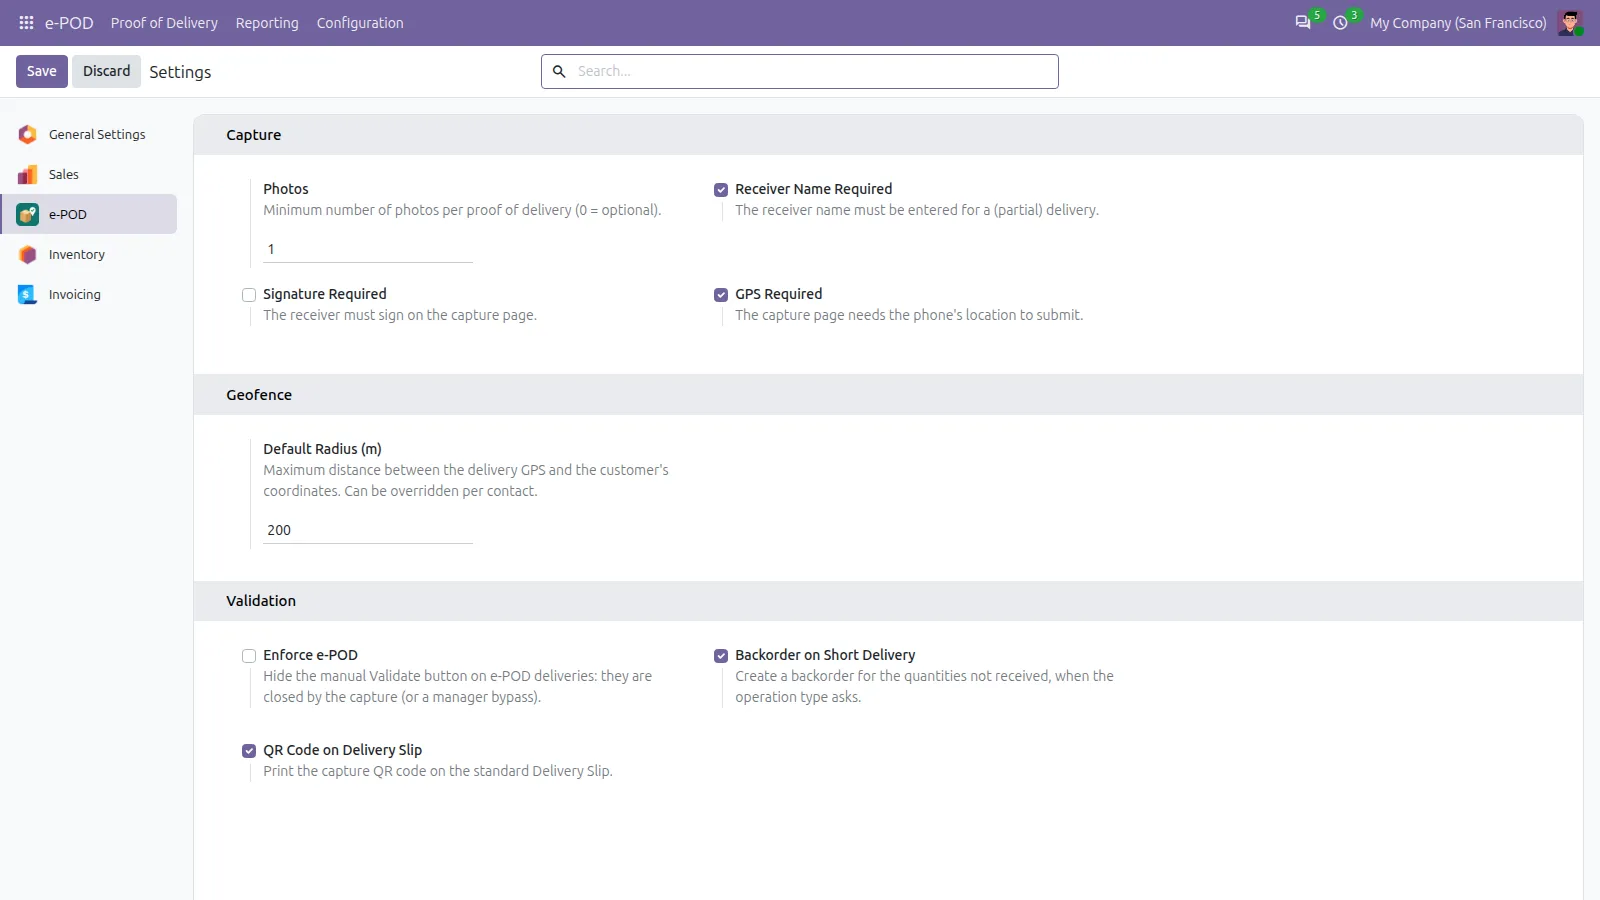 e-POD Proof of Delivery Reporting Configuration 5 3 My Company (San Francisco)
Save Discard Settings Search...
General Settings
Sales
e-POD
Inventory
Invoicing
Capture
Photos
Minimum number of photos per proof of delivery (0 = optional).
1
Receiver Name Required
The receiver name must be entered for a (partial) delivery.
Signature Required
The receiver must sign on the capture page.
GPS Required
The capture page needs the phone's location to submit.
Geofence
Default Radius (m)
Maximum distance between the delivery GPS and the customer's
coordinates. Can be overridden per contact.
200
Validation
Enforce e-POD
Hide the manual Validate button on e-POD deliveries: they are
closed by the capture (or a manager bypass).
Backorder on Short Delivery
Create a backorder for the quantities not received, when the
operation type asks.
QR Code on Delivery Slip
Print the capture QR code on the standard Delivery Slip.